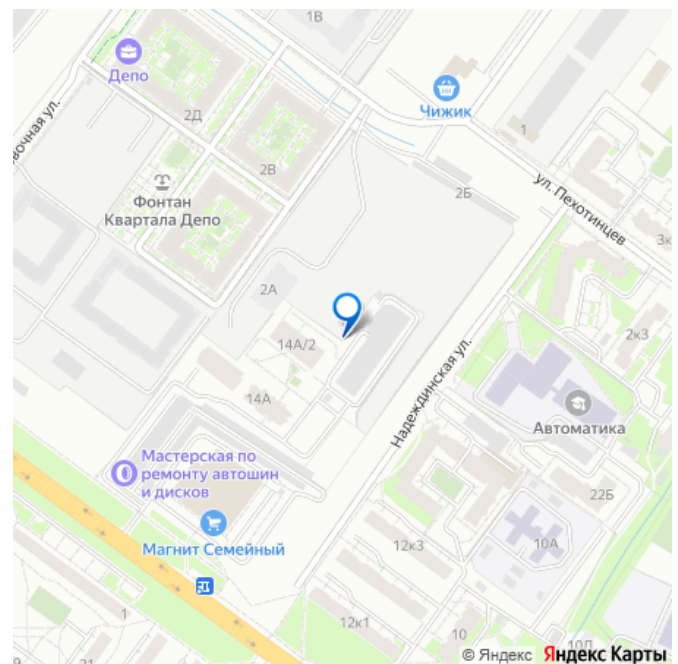 1В
Депо
2Д
Чижик
1
вочная ул.
2В
ул. Пехотинцев
Фонтан
Квартала Депо
2Б
3к
2А
14А/2
2к3
Надеждинская ул.
14А
Автоматика
Мастерская по
ремонту автошин
и дисков
22Б
Магнит Семейный
12к3
10А
1
12к1
10
10Д
21
© Яндекс Яндекс Карты